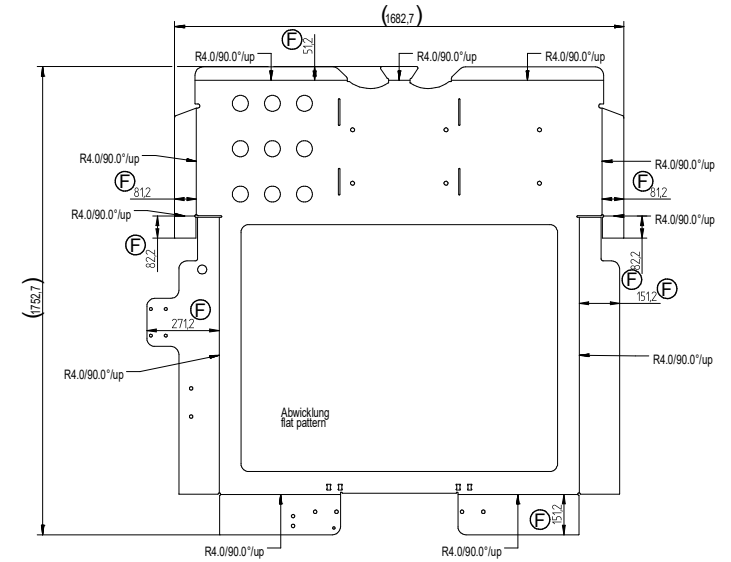 (1682,7)
F
51,2
R4.0/90.0°/up
R4.0/90.0°/up
R4.0/90.0°/up
R4.0/90.0°/up
R4.0/90.0°/up
F
81,2
F
81,2
R4.0/90.0°/up
R4.0/90.0°/up
F
82,2
82,2
F
(1752,7)
F
271,2
151,2
F
R4.0/90.0°/up
R4.0/90.0°/up
Abwicklung
flat pattern
F
151,2
R4.0/90.0°/up
R4.0/90.0°/up